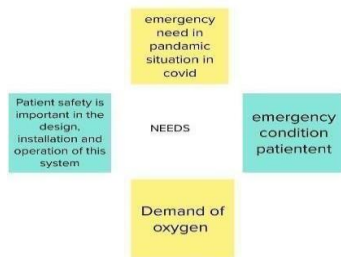 emergency
need in
pandamic
situation in
covid
Patient safety is
important in the
design,
installation and
operation of this
system
NEEDS
emergency
condition
patientent
Demand of
oxygen